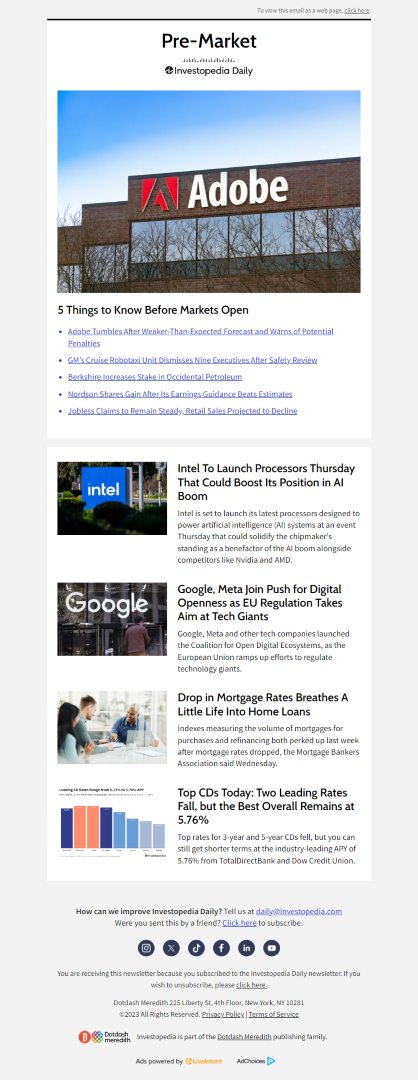 To view this email as a web page, click here.
Pre-Market
Investopedia Daily
Adobe
5 Things to Know Before Markets Open
• Adobe Tumbles After Weaker-Than-Expected Forecast and Warns of Potential
Penalties
• GM's Cruise Robotaxi Unit Dismisses Nine Executives After Safety Review
• Berkshire Increases Stake in Occidental Petroleum
• Nordson Shares Gain After Its Earnings Guidance Beats Estimates
• Jobless Claims to Remain Steady, Retail Sales Projected to Decline
intel
Intel To Launch Processors Thursday
That Could Boost Its Position in AI
Boom
Intel is set to launch its latest processors designed to
power artificial intelligence (AI) systems at an event
Thursday that could solidify the chipmaker's
standing as a benefactor of the AI boom alongside
competitors like Nvidia and AMD.
Google
Google, Meta Join Push for Digital
Openness as EU Regulation Takes
Aim at Tech Giants
Google, Meta and other tech companies launched
the Coalition for Open Digital Ecosystems, as the
European Union ramps up efforts to regulate
technology giants.
Drop in Mortgage Rates Breathes A
Little Life Into Home Loans
Indexes measuring the volume of mortgages for
purchases and refinancing both perked up last week
after mortgage rates dropped, the Mortgage Bankers
Association said Wednesday.
Leading CD Rates Range from 5.13% to 5.76% APY
Investopedia
Top CDs Today: Two Leading Rates
Fall, but the Best Overall Remains at
5.76%
Top rates for 3-year and 5-year CDs fell, but you can
still get shorter terms at the industry-leading APY of
5.76% from TotalDirectBank and Dow Credit Union.
How can we improve Investopedia Daily? Tell us at daily@investopedia.com
Were you sent this by a friend? Click here to subscribe.
You are receiving this newsletter because you subscribed to the Investopedia Daily newsletter. If you
wish to unsubscribe, please click here.
Dotdash Meredith 225 Liberty St, 4th Floor, New York, NY 10281
©2023 All Rights Reserved. Privacy Policy | Terms of Service
Dotdash
meredith
Investopedia is part of the Dotdash Meredith publishing family.
Ads powered by LiveIntent
AdChoices